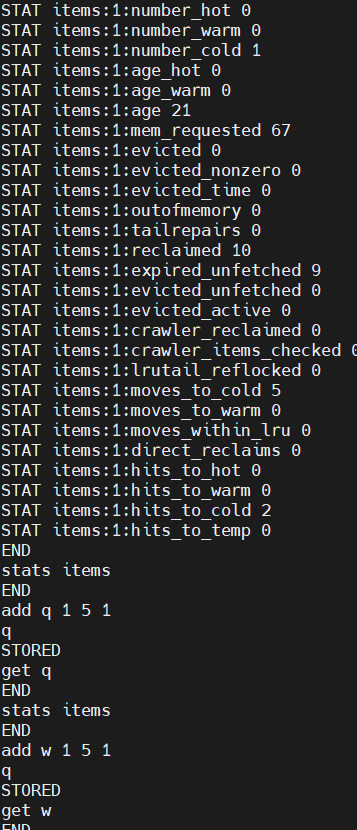 STAT items:1:number_hot 0
STAT items:1:number_warm 0
STAT items:1:number_cold 1
STAT items:1:age_hot 0
STAT items:1:age_warm 0
STAT items:1:age 21
STAT items:1:mem_requested 67
STAT items:1:evicted 0
STAT items:1:evicted_nonzero 0
STAT items:1:evicted_time 0
STAT items:1:outofmemory 0
STAT items:1:tailrepairs 0
STAT items:1:reclaimed 10
STAT items:1:expired_unfetched 9
STAT items:1:evicted_unfetched 0
STAT items:1:evicted_active 0
STAT items:1:crawler_reclaimed 0
STAT items:1:crawler_items_checked 0
STAT items:1:lrutail_reflocked 0
STAT items:1:moves_to_cold 5
STAT items:1:moves_to_warm 0
STAT items:1:moves_within_lru 0
STAT items:1:direct_reclaims 0
STAT items:1:hits_to_hot 0
STAT items:1:hits_to_warm 0
STAT items:1:hits_to_cold 2
STAT items:1:hits_to_temp 0
END
stats items
END
add q 1 5 1
q
STORED
get q
END
stats items
END
add w 1 5 1
q
STORED
get w
END